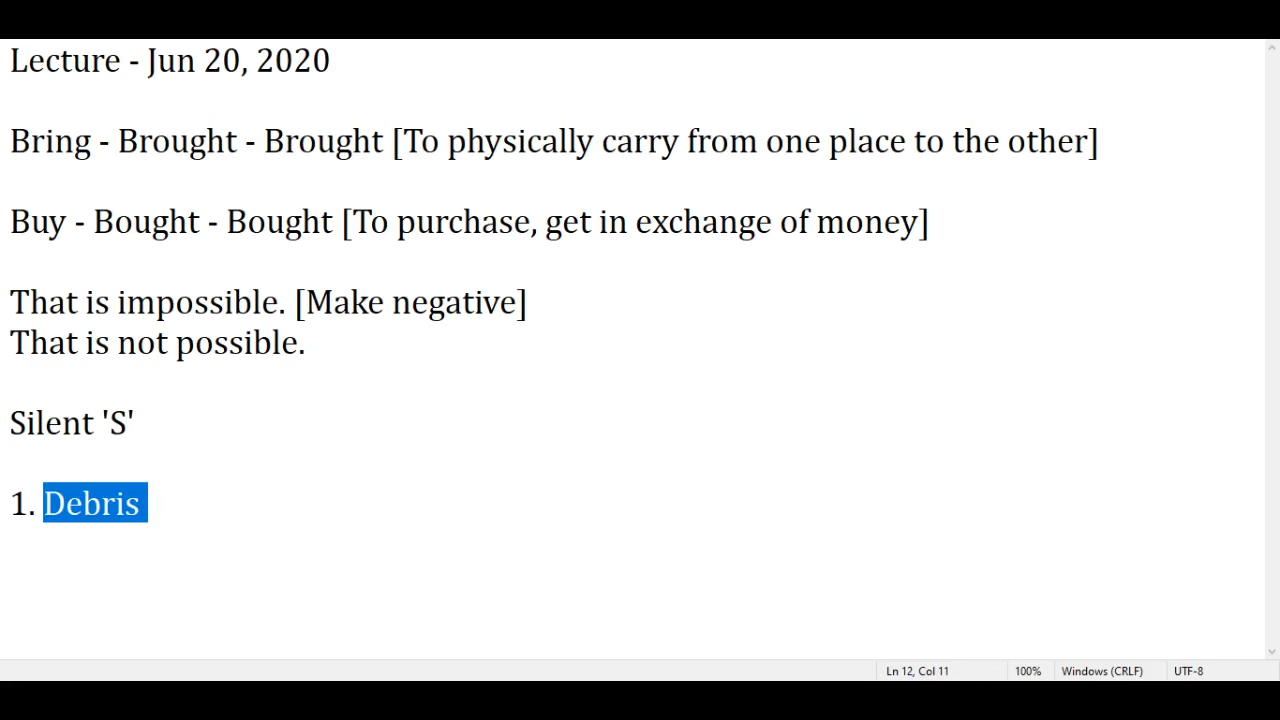 Lecture - Jun 20, 2020
Bring - Brought - Brought [To physically carry from one place to the other]
Buy - Bought - Bought [To purchase, get in exchange of money]
That is impossible. [Make negative]
That is not possible.
Silent 'S'
1. Debris
Ln 12, Col 11 100% Windows (CRLF) UTF-8